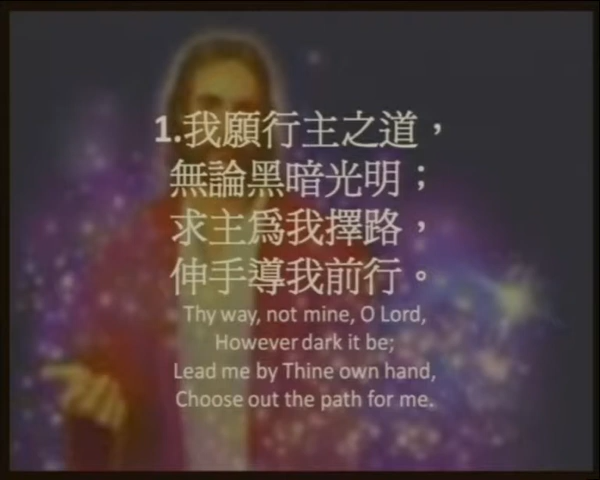 1.我願行主之道，
無論黑暗光明；
求主爲我擇路，
伸手導我前行。
Thy way, not mine, O Lord,
However dark it be;
Lead me by Thine own hand,
Choose out the path for me.